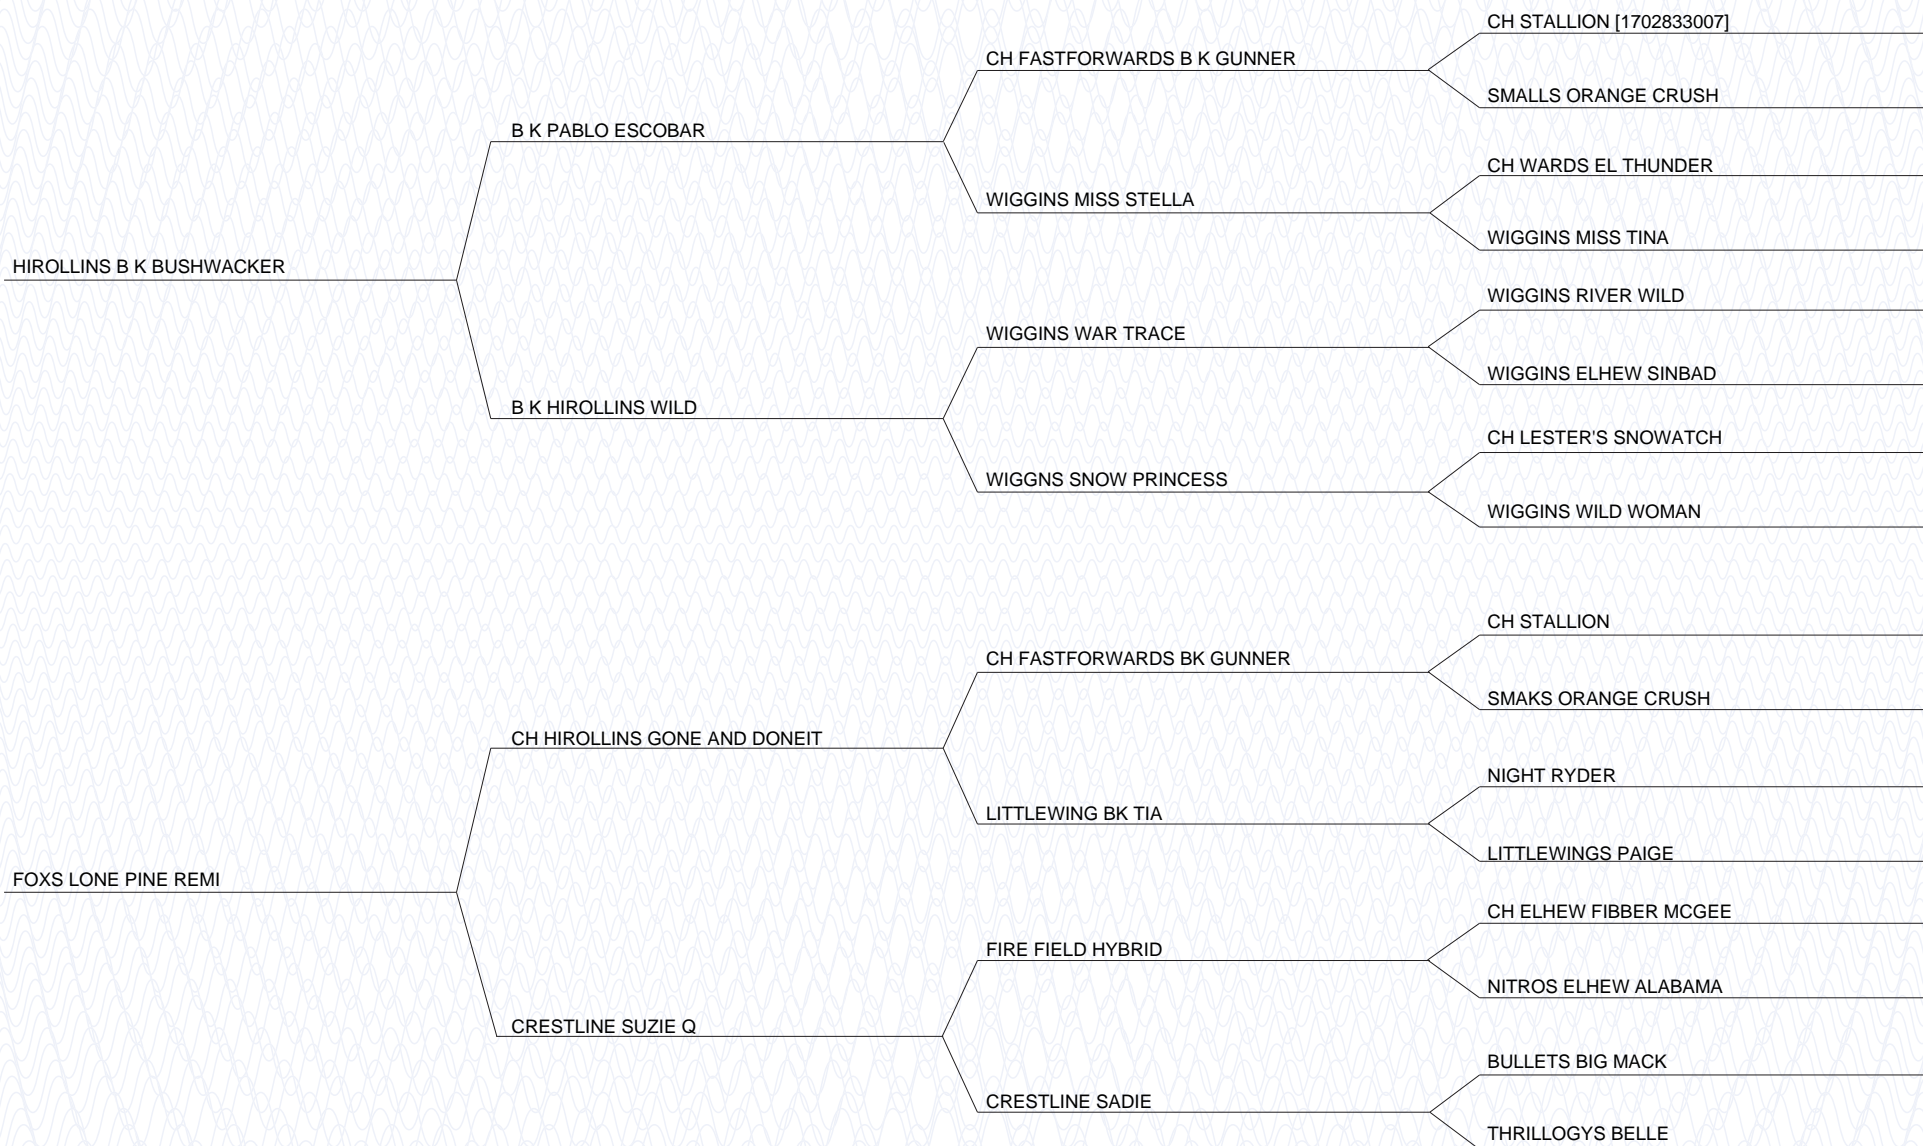 CH STALLION [1702833007]
CH FASTFORWARDS B K GUNNER
SMALLS ORANGE CRUSH
B K PABLO ESCOBAR
CH WARDS EL THUNDER
WIGGINS MISS STELLA
WIGGINS MISS TINA
HIROLLINS B K BUSHWACKER
WIGGINS RIVER WILD
WIGGINS WAR TRACE
WIGGINS ELHEW SINBAD
B K HIROLLINS WILD
CH LESTER'S SNOWATCH
WIGGNS SNOW PRINCESS
WIGGINS WILD WOMAN
CH STALLION
CH FASTFORWARDS BK GUNNER
SMAKS ORANGE CRUSH
CH HIROLLINS GONE AND DONEIT
NIGHT RYDER
LITTLEWING BK TIA
LITTLEWINGS PAIGE
FOXS LONE PINE REMI
CH ELHEW FIBBER MCGEE
FIRE FIELD HYBRID
NITROS ELHEW ALABAMA
CRESTLINE SUZIE Q
BULLETS BIG MACK
CRESTLINE SADIE
THRILLOGYS BELLE